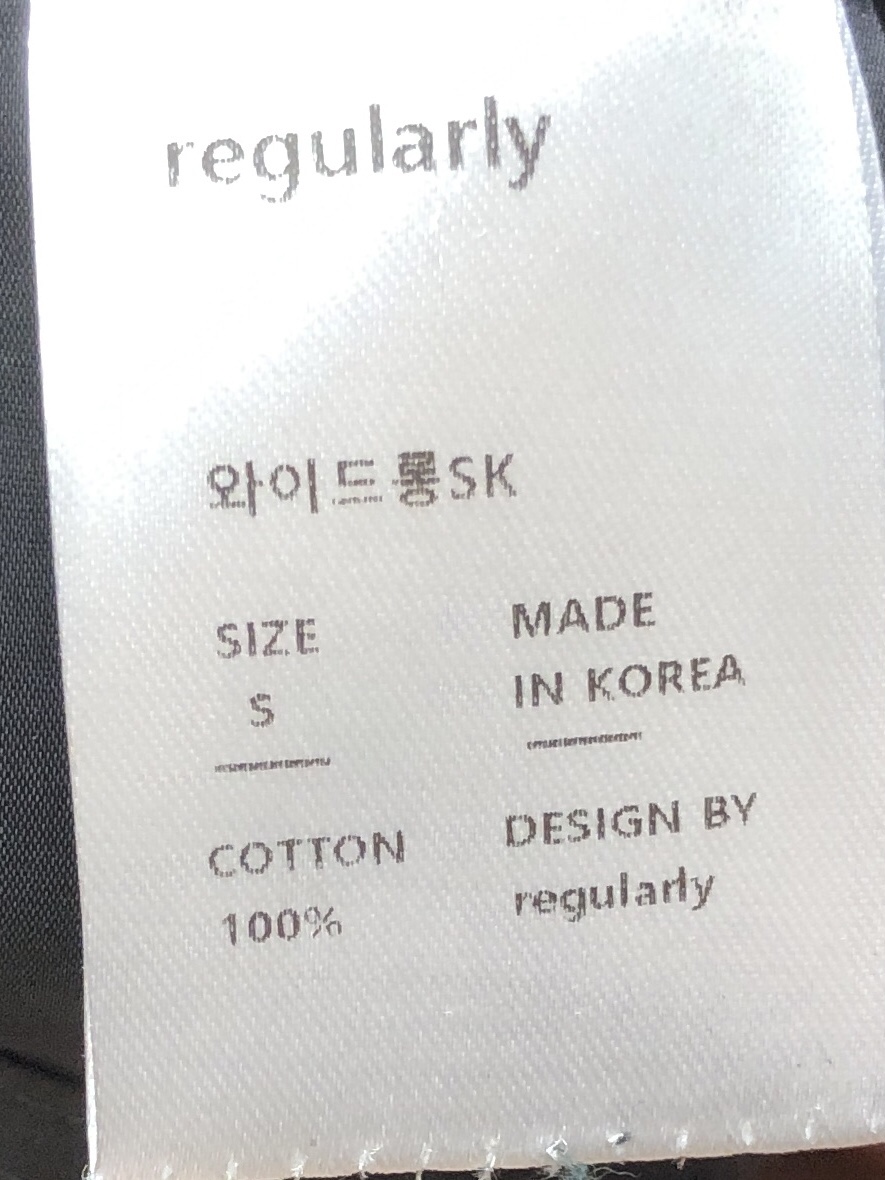 regularly
와이드롱SK
SIZE
S
MADE
IN KOREA
COTTON
100%
DESIGN BY
regularly